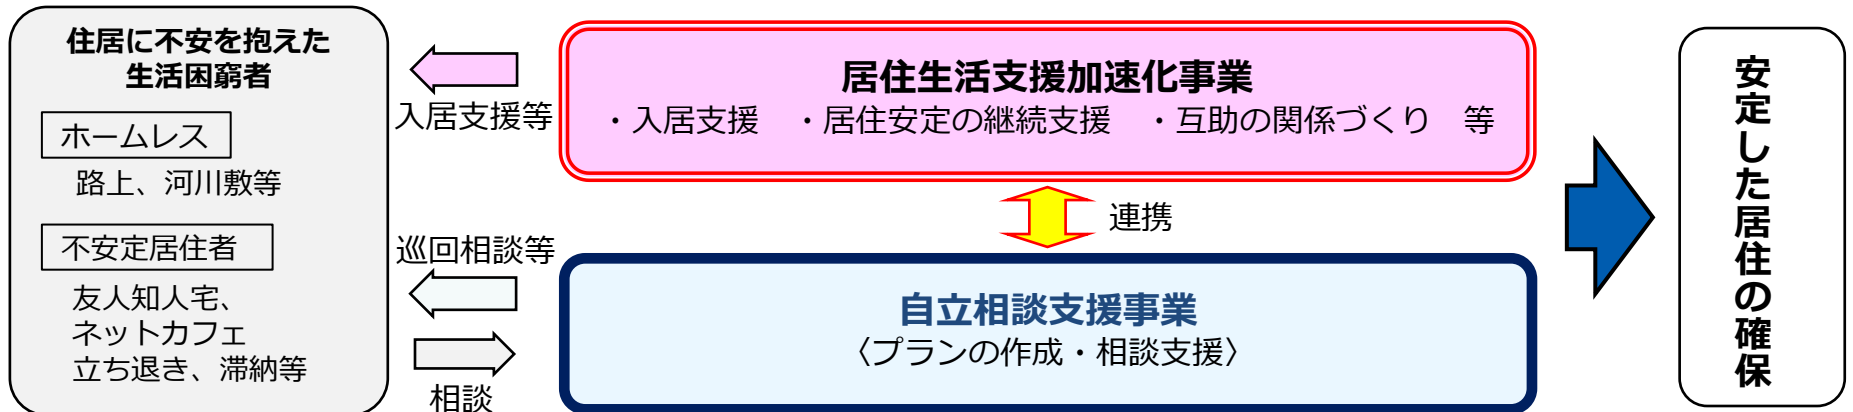 住居に不安を抱えた
生活困窮者
ホームレス
路上、河川敷等
不安定居住者
友人知人宅、
ネットカフェ
立ち退き、滞納等
入居支援等
巡回相談等
相談
居住生活支援加速化事業
・入居支援　・居住安定の継続支援　・互助の関係づくり　等
連携
自立相談支援事業
〈プランの作成・相談支援〉
安定した居住の確保